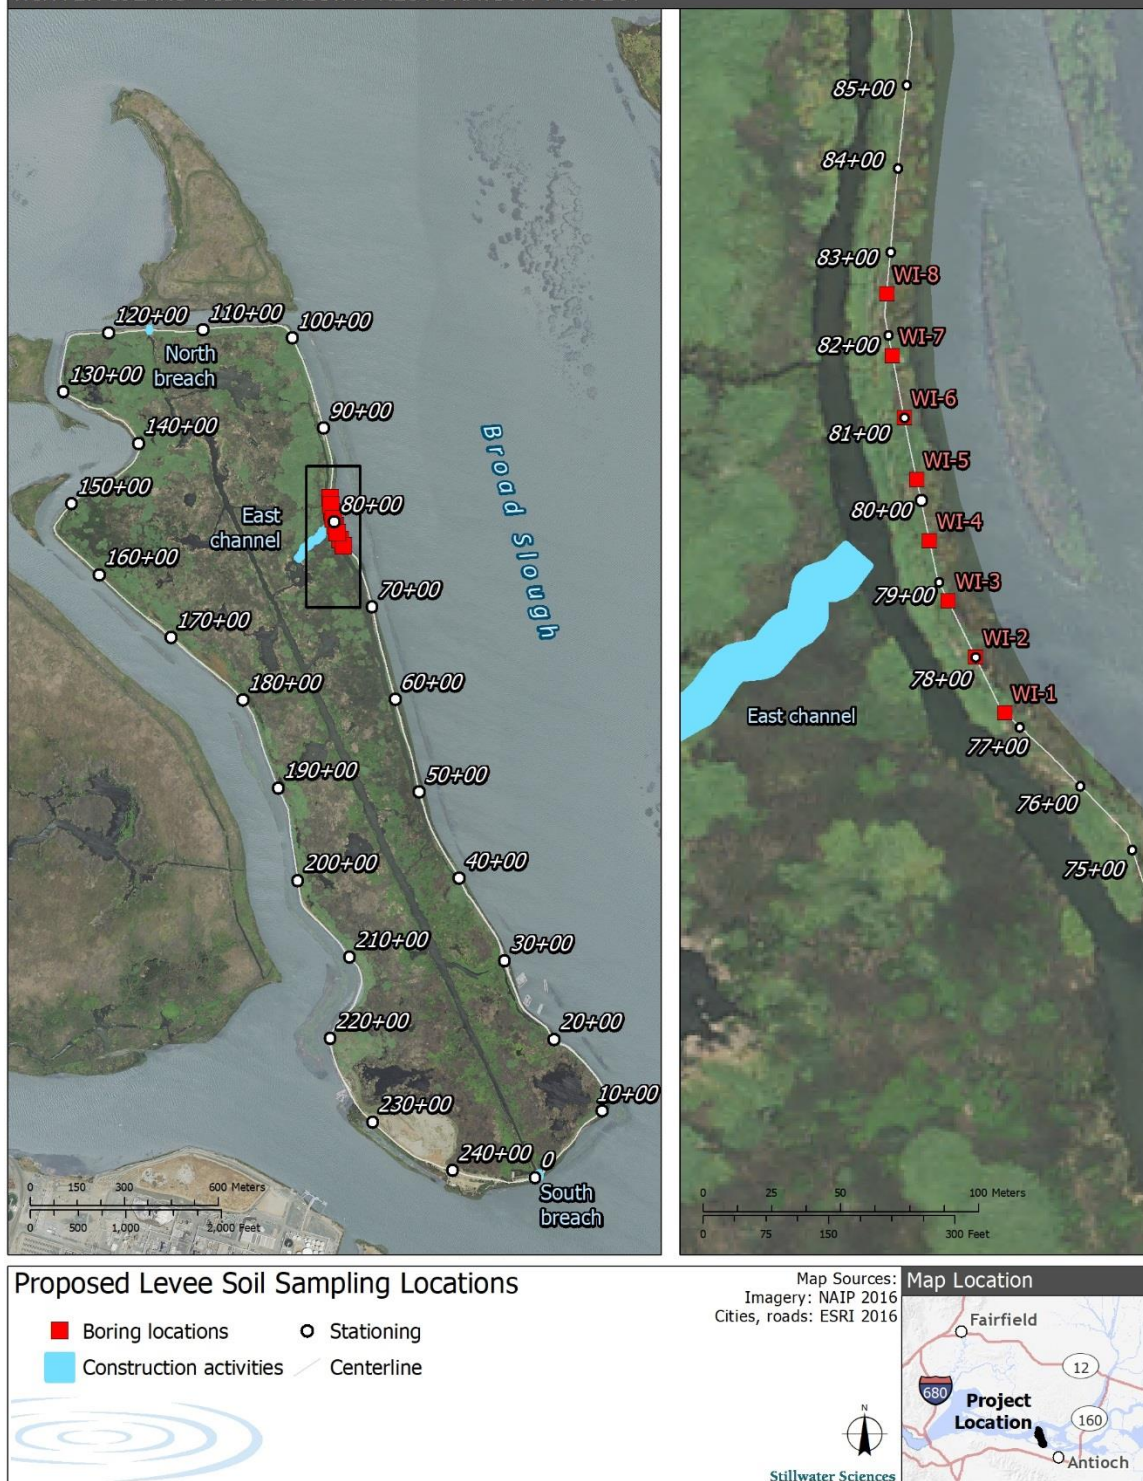 120+00
110+00
100+00
North
breach
130+00
140+00
90+00
150+00
80+00
East
channel
Broad Slough
160+00
70+00
170+00
180+00
60+00
190+00
50+00
200+00
40+00
210+00
30+00
220+00
20+00
10+00
230+00
240+00
0
South
breach
0 150 300 600 Meters
0 500 1,000 2,000 Feet
85+00
84+00
83+00
WI-8
82+00
WI-7
WI-6
81+00
WI-5
80+00
WI-4
79+00
WI-3
WI-2
78+00
WI-1
East channel
77+00
76+00
75+00
0 25 50 100 Meters
0 75 150 300 Feet
Proposed Levee Soil Sampling Locations
Boring locations
Stationing
Construction activities
Centerline
Map Sources:
Imagery: NAIP 2016
Cities, roads: ESRI 2016
N
Stillwater Sciences
Map Location
Fairfield
12
680
Project
Location
160
Antioch